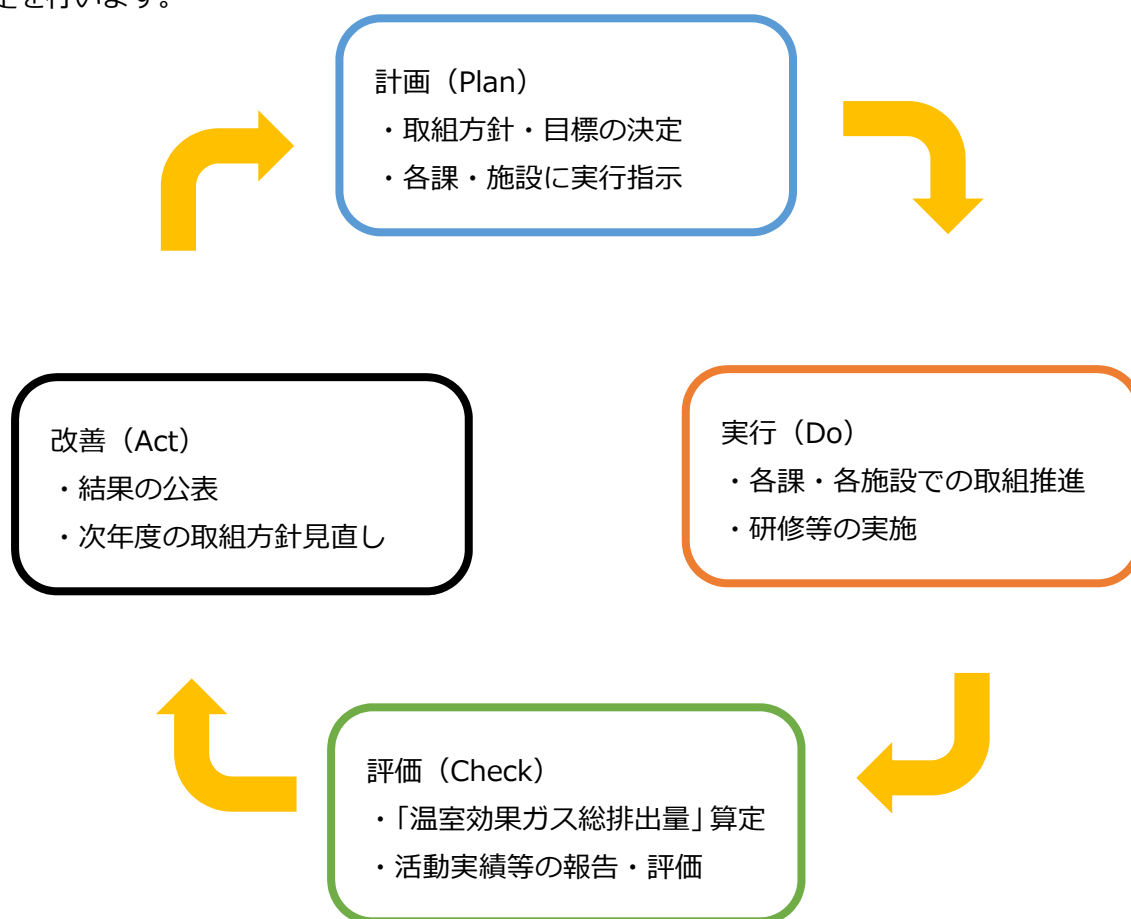 定を行います。
計画（Plan）
・取組方針・目標の決定
・各課・施設に実行指示
改善（Act）
・結果の公表
・次年度の取組方針見直し
実行（Do）
・各課・各施設での取組推進
・研修等の実施
評価（Check）
・「温室効果ガス総排出量」算定
・活動実績等の報告・評価